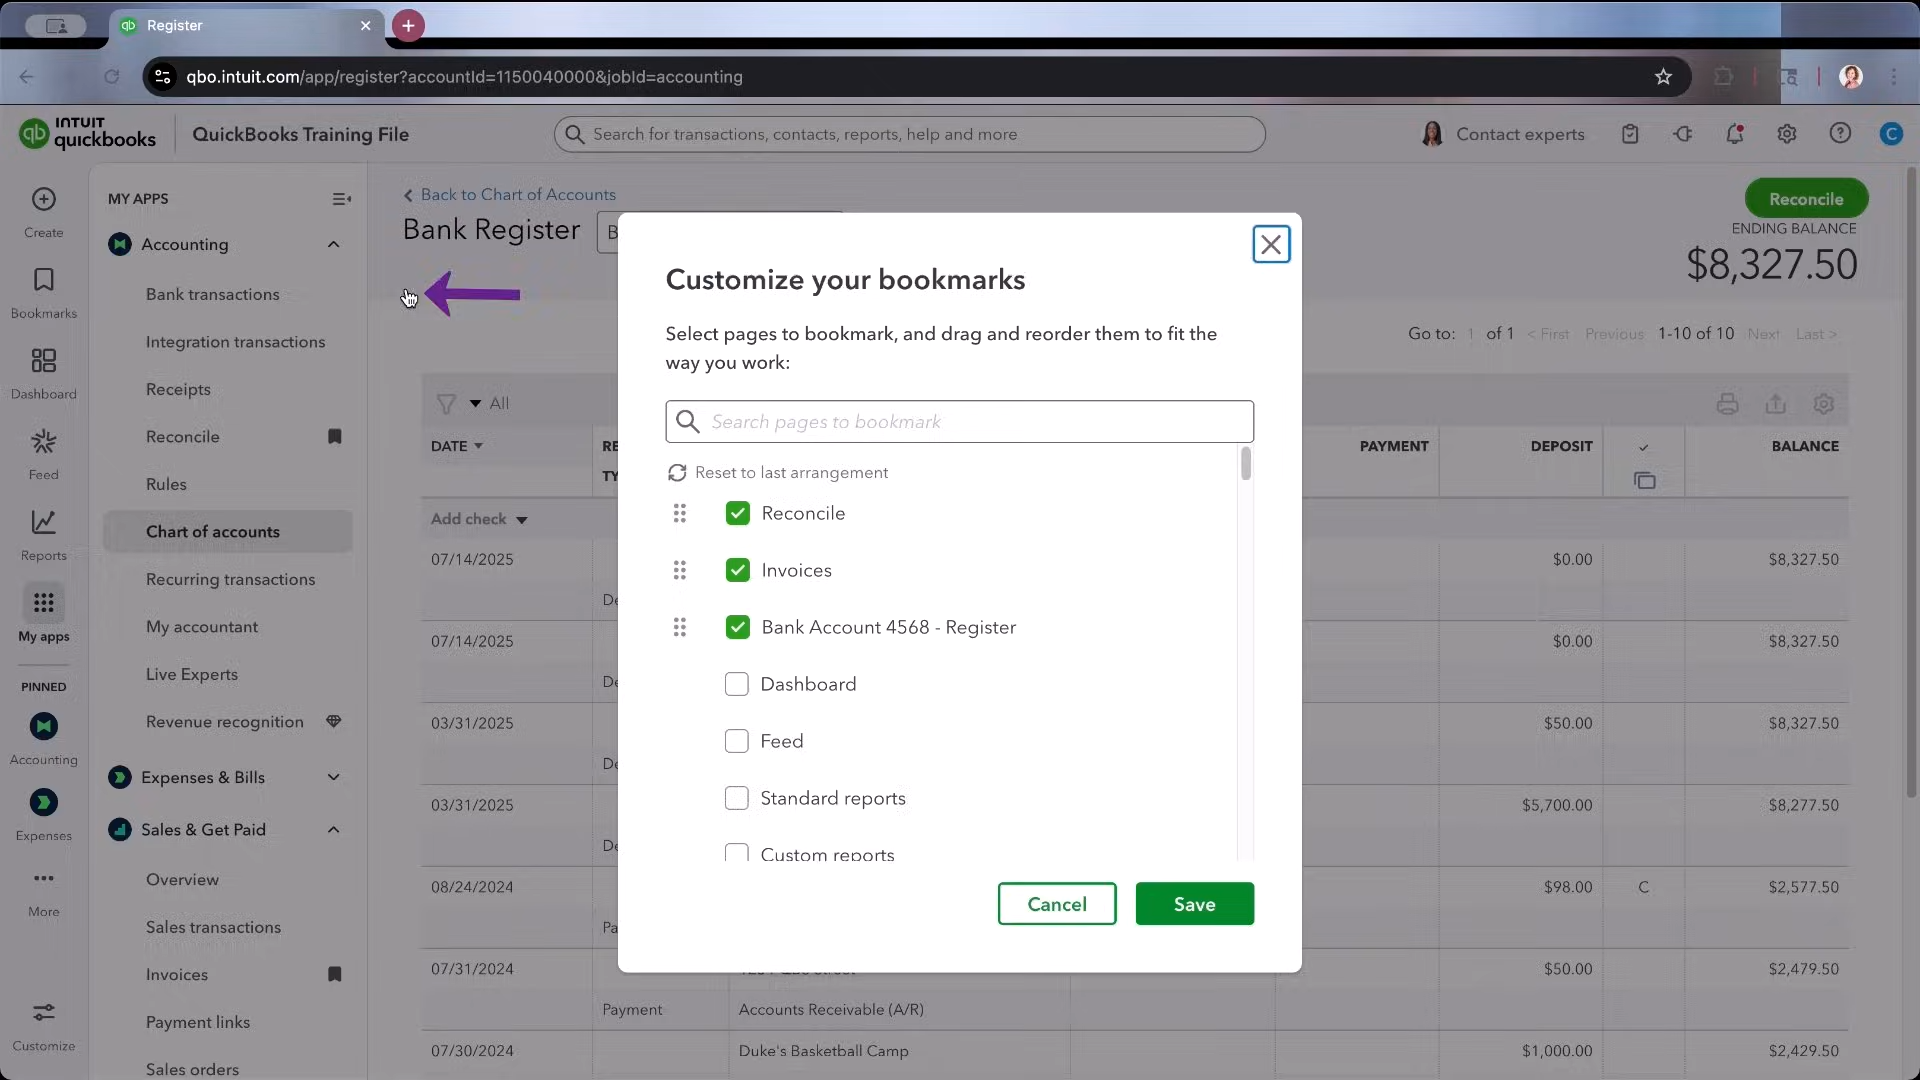 Register
qbo.intuit.com/app/register?accountId=1150040000&jobId=accounting
INTUIT
quickbooks
QuickBooks Training File
Search for transactions, contacts, reports, help and more
Contact experts
C
Create
Bookmarks
Dashboard
Feed
Reports
My apps
PINNED
Accounting
Expenses
More
Customize
MY APPS
Accounting
Bank transactions
Integration transactions
Receipts
Reconcile
Rules
Chart of accounts
Recurring transactions
My accountant
Live Experts
Revenue recognition
Expenses & Bills
Sales & Get Paid
Overview
Sales transactions
Invoices
Payment links
Sales orders
Back to Chart of Accounts
Bank Register
B
Reconcile
ENDING BALANCE
$8,327.50
Go to: 1 of 1 < First Previous 1-10 of 10 Next Last >
All
DATE
RE
TY
PAYMENT
DEPOSIT
BALANCE
Add check
07/14/2025 $0.00 $8,327.50
De
07/14/2025 $0.00 $8,327.50
De
03/31/2025 $50.00 $8,327.50
De
03/31/2025 $5,700.00 $8,277.50
De
08/24/2024 $98.00 C $2,577.50
Pa
07/31/2024 $50.00 $2,479.50
Payment Accounts Receivable (A/R)
07/30/2024 Duke's Basketball Camp $1,000.00 $2,429.50
Customize your bookmarks
Select pages to bookmark, and drag and reorder them to fit the
way you work:
Search pages to bookmark
Reset to last arrangement
Reconcile
Invoices
Bank Account 4568 - Register
Dashboard
Feed
Standard reports
Custom reports
Cancel
Save